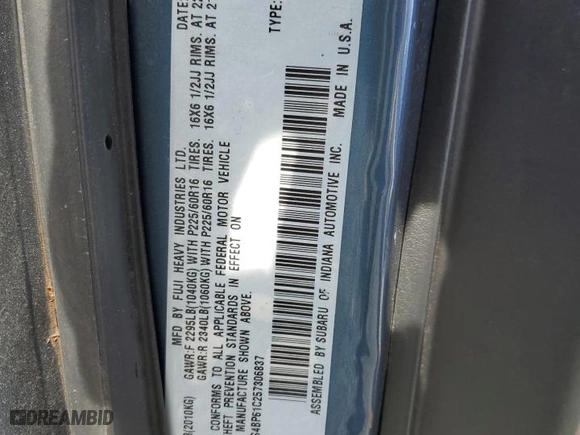 DATE:
MFD BY FUJI HEAVY INDUSTRIES LTD.
GAWR:F 2295LB(1040KG)WITH P225/60R16 TIRES. 16X6 1/2JJ RIMS. AT
(2010KG) GAWR:R 2340LB(1060KG)WITH P225/60R16 TIRES. 16X6 1/2JJ RIMS. AT
CONFORMS TO ALL APPLICABLE FEDERAL MOTOR VEHICLE
THEFT PREVENTION STANDARDS IN EFFECT ON
MANUFACTURE SHOWN ABOVE.
S4BP61C257306837 TYPE:
ASSEMBLED BY SUBARU OF INDIANA AUTOMOTIVE INC. MADE IN U.S.A.
DREAMBID